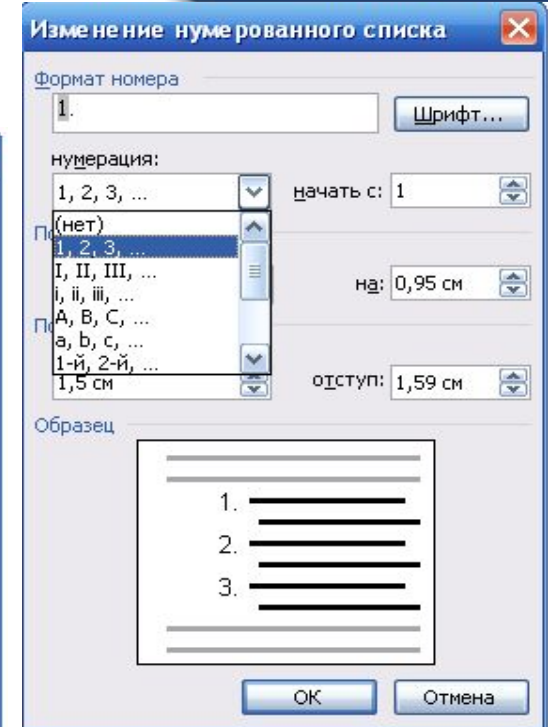 Изменение нумерованного списка
Формат номера
1.
Шрифт...
нумерация:
1, 2, 3, ...
начать с: 1
(нет)
1, 2, 3, ...
I, II, III, ...
i, ii, iii, ...
на: 0,95 см
A, B, C, ...
a, b, c, ...
1-й, 2-й, ...
1,5 см
отступ: 1,59 см
Образец
1.
2.
3.
ОК
Отмена